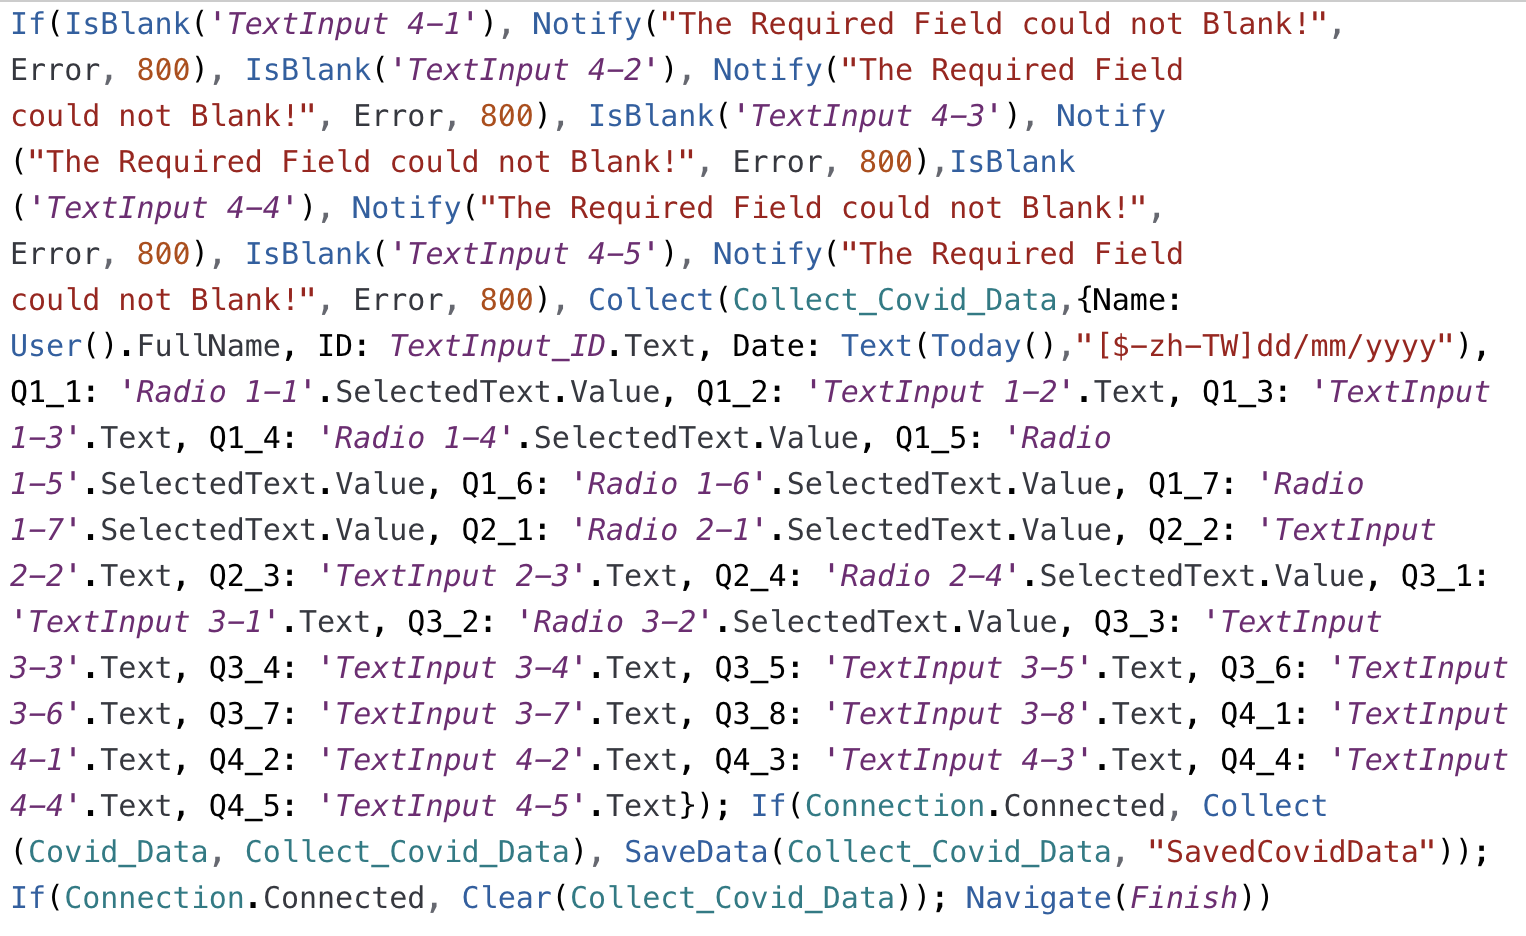 If(IsBlank('TextInput 4-1'), Notify("The Required Field could not Blank!",
Error, 800), IsBlank('TextInput 4-2'), Notify("The Required Field
could not Blank!", Error, 800), IsBlank('TextInput 4-3'), Notify
("The Required Field could not Blank!", Error, 800),IsBlank
('TextInput 4-4'), Notify("The Required Field could not Blank!",
Error, 800), IsBlank('TextInput 4-5'), Notify("The Required Field
could not Blank!", Error, 800), Collect(Collect_Covid_Data,{Name:
User().FullName, ID: TextInput_ID.Text, Date: Text(Today(),"[$-zh-TW]dd/mm/yyyy"),
Q1_1: 'Radio 1-1'.SelectedText.Value, Q1_2: 'TextInput 1-2'.Text, Q1_3: 'TextInput
1-3'.Text, Q1_4: 'Radio 1-4'.SelectedText.Value, Q1_5: 'Radio
1-5'.SelectedText.Value, Q1_6: 'Radio 1-6'.SelectedText.Value, Q1_7: 'Radio
1-7'.SelectedText.Value, Q2_1: 'Radio 2-1'.SelectedText.Value, Q2_2: 'TextInput
2-2'.Text, Q2_3: 'TextInput 2-3'.Text, Q2_4: 'Radio 2-4'.SelectedText.Value, Q3_1:
'TextInput 3-1'.Text, Q3_2: 'Radio 3-2'.SelectedText.Value, Q3_3: 'TextInput
3-3'.Text, Q3_4: 'TextInput 3-4'.Text, Q3_5: 'TextInput 3-5'.Text, Q3_6: 'TextInput
3-6'.Text, Q3_7: 'TextInput 3-7'.Text, Q3_8: 'TextInput 3-8'.Text, Q4_1: 'TextInput
4-1'.Text, Q4_2: 'TextInput 4-2'.Text, Q4_3: 'TextInput 4-3'.Text, Q4_4: 'TextInput
4-4'.Text, Q4_5: 'TextInput 4-5'.Text}); If(Connection.Connected, Collect
(Covid_Data, Collect_Covid_Data), SaveData(Collect_Covid_Data, "SavedCovidData"));
If(Connection.Connected, Clear(Collect_Covid_Data)); Navigate(Finish))